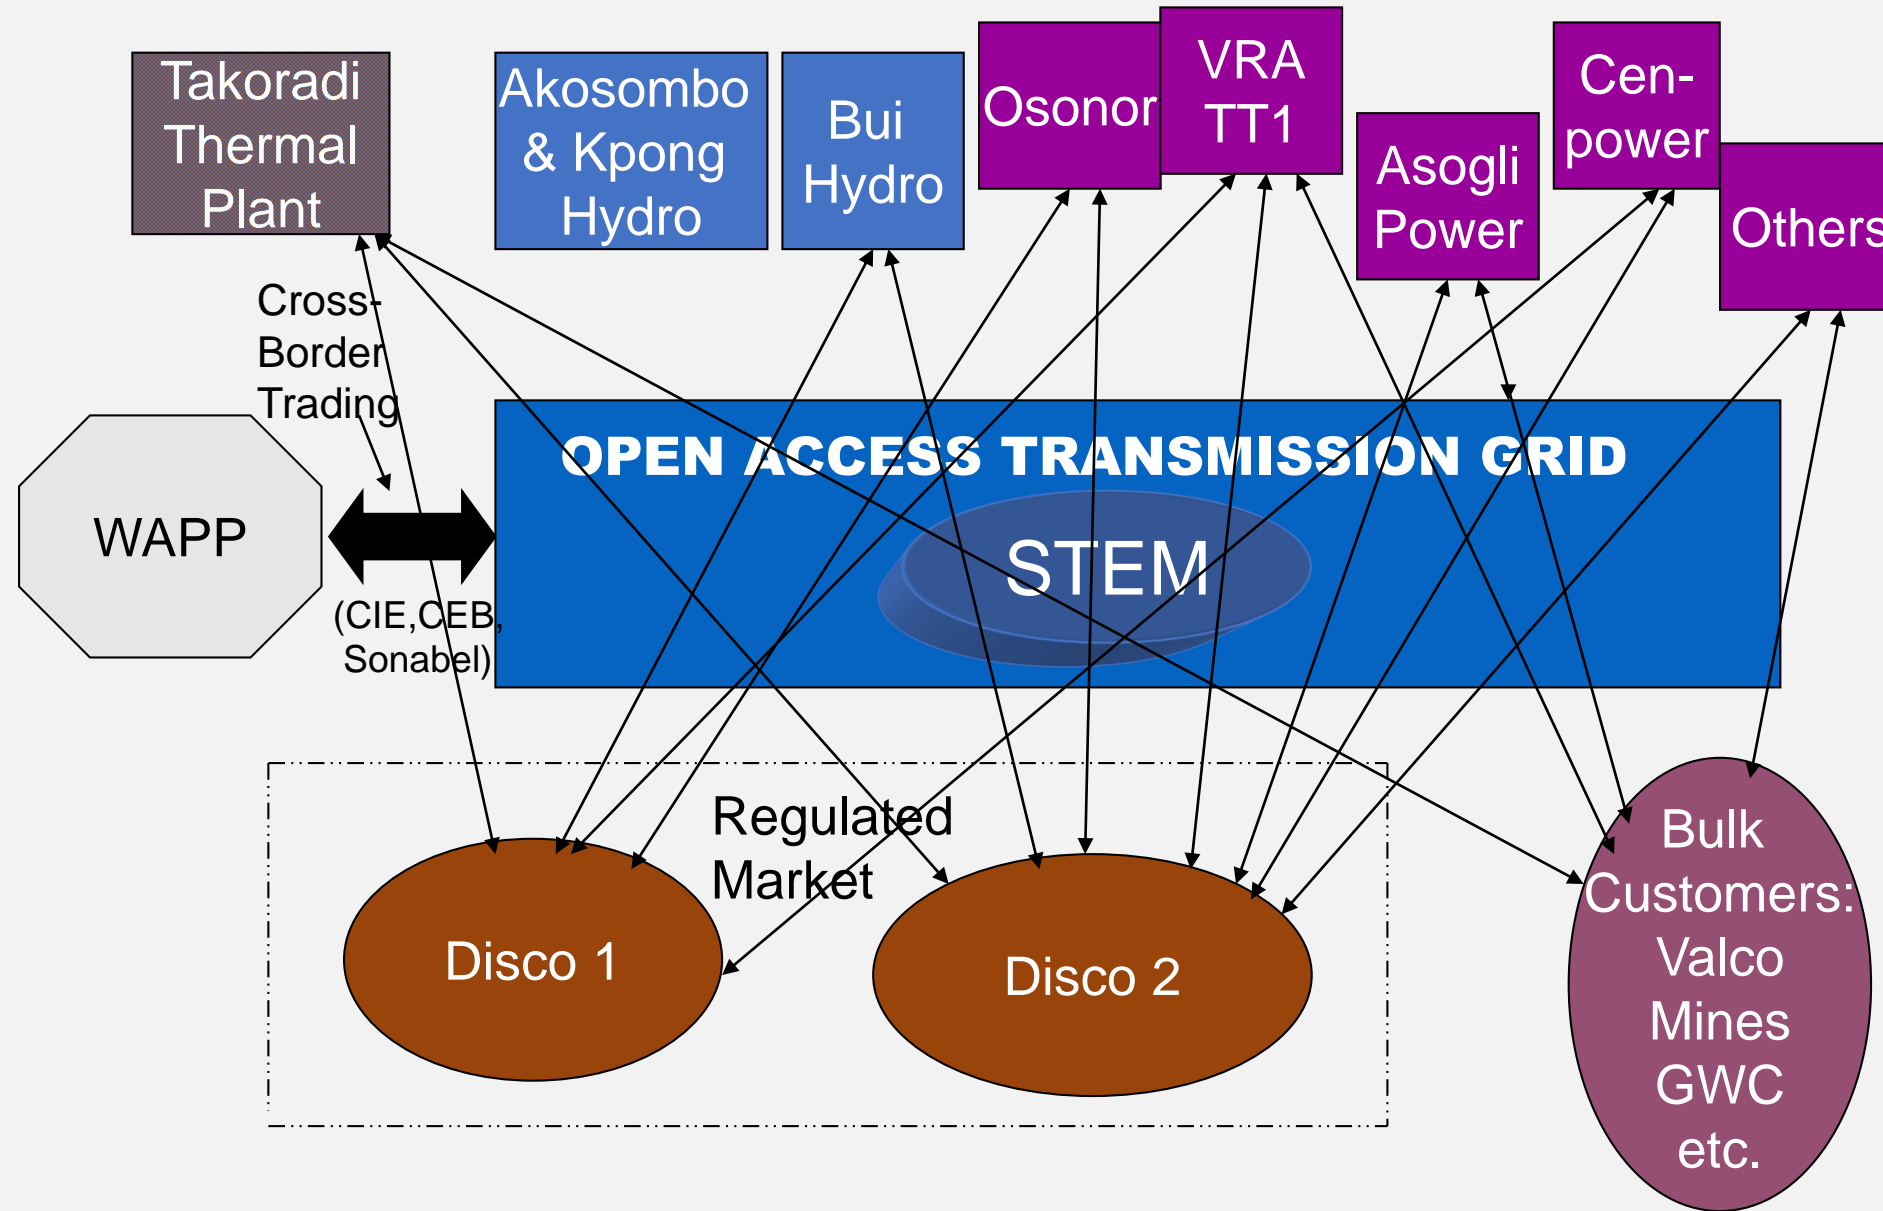 Takoradi
Thermal
Plant
Akosombo
& Kpong
Hydro
Bui
Hydro
Osonor
VRA
TT1
Asogli
Power
Cen-
power
Others
Cross-
Border
Trading
WAPP
(CIE,CEB,
Sonabel)
OPEN ACCESS TRANSMISSION GRID
STEM
Regulated
Market
Disco 1
Disco 2
Bulk
Customers:
Valco
Mines
GWC
etc.